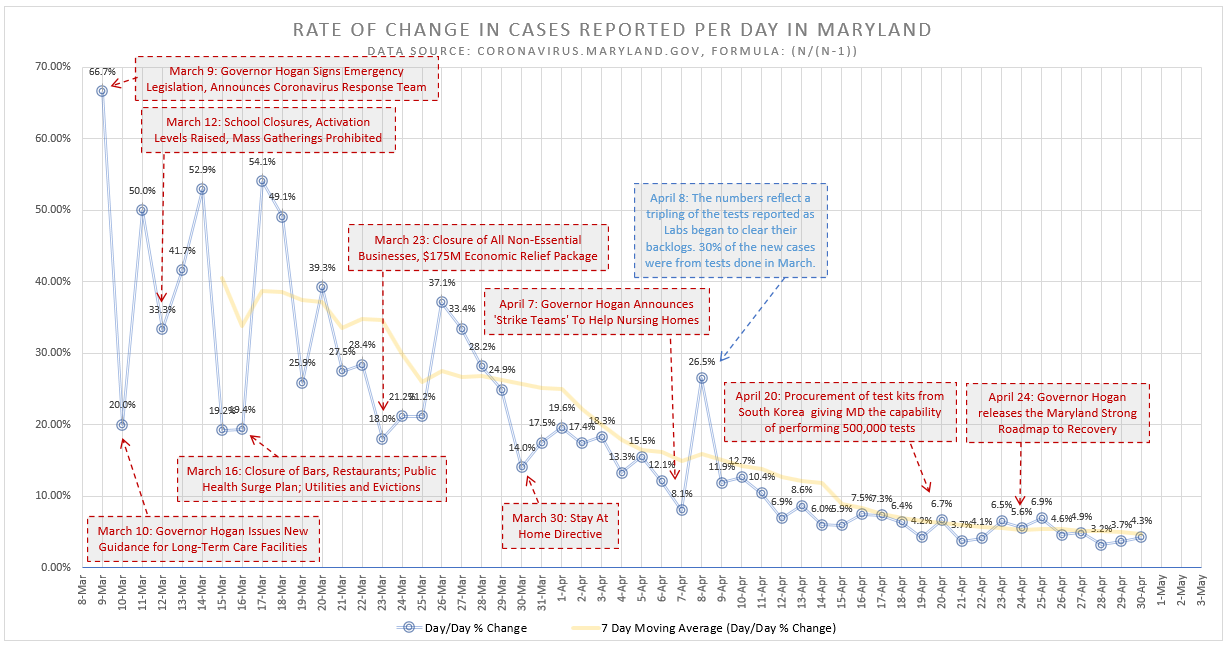 RATE OF CHANGE IN CASES REPORTED PER DAY IN MARYLAND
DATA SOURCE: CORONAVIRUS.MARYLAND.GOV, FORMULA: (N/(N-1))
70.00%
60.00%
50.00%
40.00%
30.00%
20.00%
10.00%
0.00%
March 9: Governor Hogan Signs Emergency
Legislation, Announces Coronavirus Response Team
March 12: School Closures, Activation
Levels Raised, Mass Gatherings Prohibited
March 23: Closure of All Non-Essential
Businesses, $175M Economic Relief Package
April 8: The numbers reflect a
tripling of the tests reported as
Labs began to clear their
backlogs. 30% of the new cases
were from tests done in March.
April 7: Governor Hogan Announces
'Strike Teams' To Help Nursing Homes
April 20: Procurement of test kits from
South Korea giving MD the capability
of performing 500,000 tests
April 24: Governor Hogan
releases the Maryland Strong
Roadmap to Recovery
March 16: Closure of Bars, Restaurants; Public
Health Surge Plan; Utilities and Evictions
March 10: Governor Hogan Issues New
Guidance for Long-Term Care Facilities
March 30: Stay At
Home Directive
66.7%
20.0%
50.0%
33.3%
41.7%
52.9%
19.2%
19.4%
54.1%
49.1%
25.9%
39.3%
27.5%
28.4%
18.0%
21.2%
21.2%
37.1%
33.4%
28.2%
24.9%
14.0%
17.5%
19.6%
17.4%
18.3%
13.3%
15.5%
12.1%
8.1%
26.5%
11.9%
12.7%
10.4%
6.9%
8.6%
6.0%
5.9%
7.5%
7.3%
6.4%
4.2%
6.7%
3.7%
4.1%
6.5%
5.6%
6.9%
4.6%
4.9%
3.2%
3.7%
4.3%
8-Mar
9-Mar
10-Mar
11-Mar
12-Mar
13-Mar
14-Mar
15-Mar
16-Mar
17-Mar
18-Mar
19-Mar
20-Mar
21-Mar
22-Mar
23-Mar
24-Mar
25-Mar
26-Mar
27-Mar
28-Mar
29-Mar
30-Mar
31-Mar
1-Apr
2-Apr
3-Apr
4-Apr
5-Apr
6-Apr
7-Apr
8-Apr
9-Apr
10-Apr
11-Apr
12-Apr
13-Apr
14-Apr
15-Apr
16-Apr
17-Apr
18-Apr
19-Apr
20-Apr
21-Apr
22-Apr
23-Apr
24-Apr
25-Apr
26-Apr
27-Apr
28-Apr
29-Apr
30-Apr
1-May
2-May
3-May
Day/Day % Change
7 Day Moving Average (Day/Day % Change)